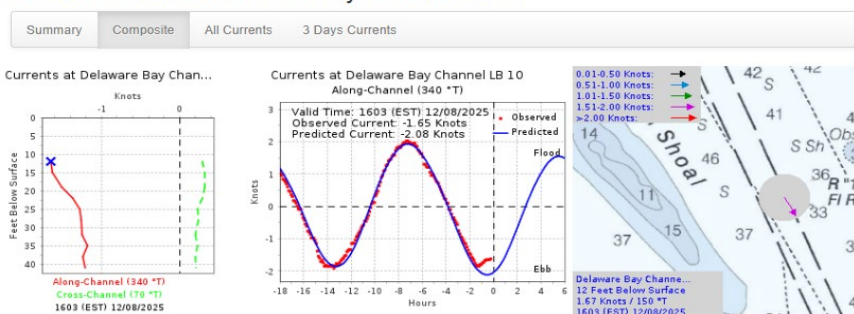 Summary
Composite
All Currents
3 Days Currents
Currents at Delaware Bay Chan...
Knots
-1
0
0
5
10
15
20
25
30
35
40
Feet Below Surface
Along-Channel (340 °T)
Cross-Channel (70 °T)
1603 (EST) 12/08/2025
Currents at Delaware Bay Channel LB 10
Along-Channel (340 °T)
Valid Time: 1603 (EST) 12/08/2025
Observed Current: -1.65 Knots
Predicted Current: -2.08 Knots
Observed
Predicted
Flood
Ebb
Knots
3
2
1
0
-1
-2
-18 -16 -14 -12 -10 -8 -6 -4 -2 0 2 4 6
Hours
0.01-0.50 Knots:
0.51-1.00 Knots:
1.01-1.50 Knots:
1.51-2.00 Knots:
>2.00 Knots:
42
S
42
41
14
Shoal
46
S
S Sh
Obs
S
11
36
R "1
Fl R
33
15
37
37
Delaware Bay Channe...
12 Feet Below Surface
1.67 Knots / 150 °T
1603 (EST) 12/08/2025